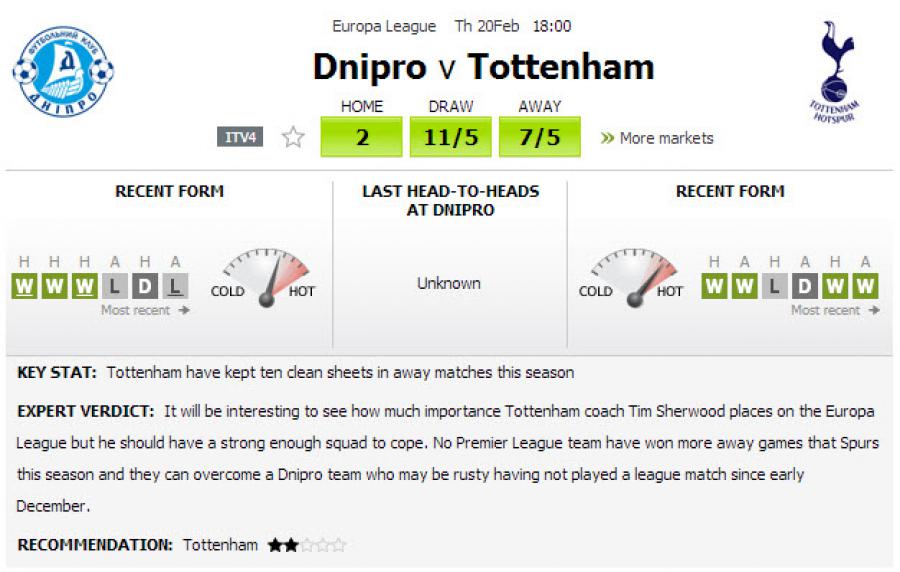 Europa League Th 20Feb 18:00
Dnipro v Tottenham
ФУТБОЛЬНИЙ КЛУБ
ДНІПРО
TOTTENHAM
HOTSPUR
HOME DRAW AWAY
ITV4 2 11/5 7/5 » More markets
RECENT FORM
H H H A H A
W W W L D L
Most recent →
COLD HOT
LAST HEAD-TO-HEADS
AT DNIPRO
Unknown
RECENT FORM
COLD HOT
H A H A H A
W W L D W W
Most recent →
KEY STAT: Tottenham have kept ten clean sheets in away matches this season
EXPERT VERDICT: It will be interesting to see how much importance Tottenham coach Tim Sherwood places on the Europa
League but he should have a strong enough squad to cope. No Premier League team have won more away games that Spurs
this season and they can overcome a Dnipro team who may be rusty having not played a league match since early
December.
RECOMMENDATION: Tottenham ★★☆☆☆